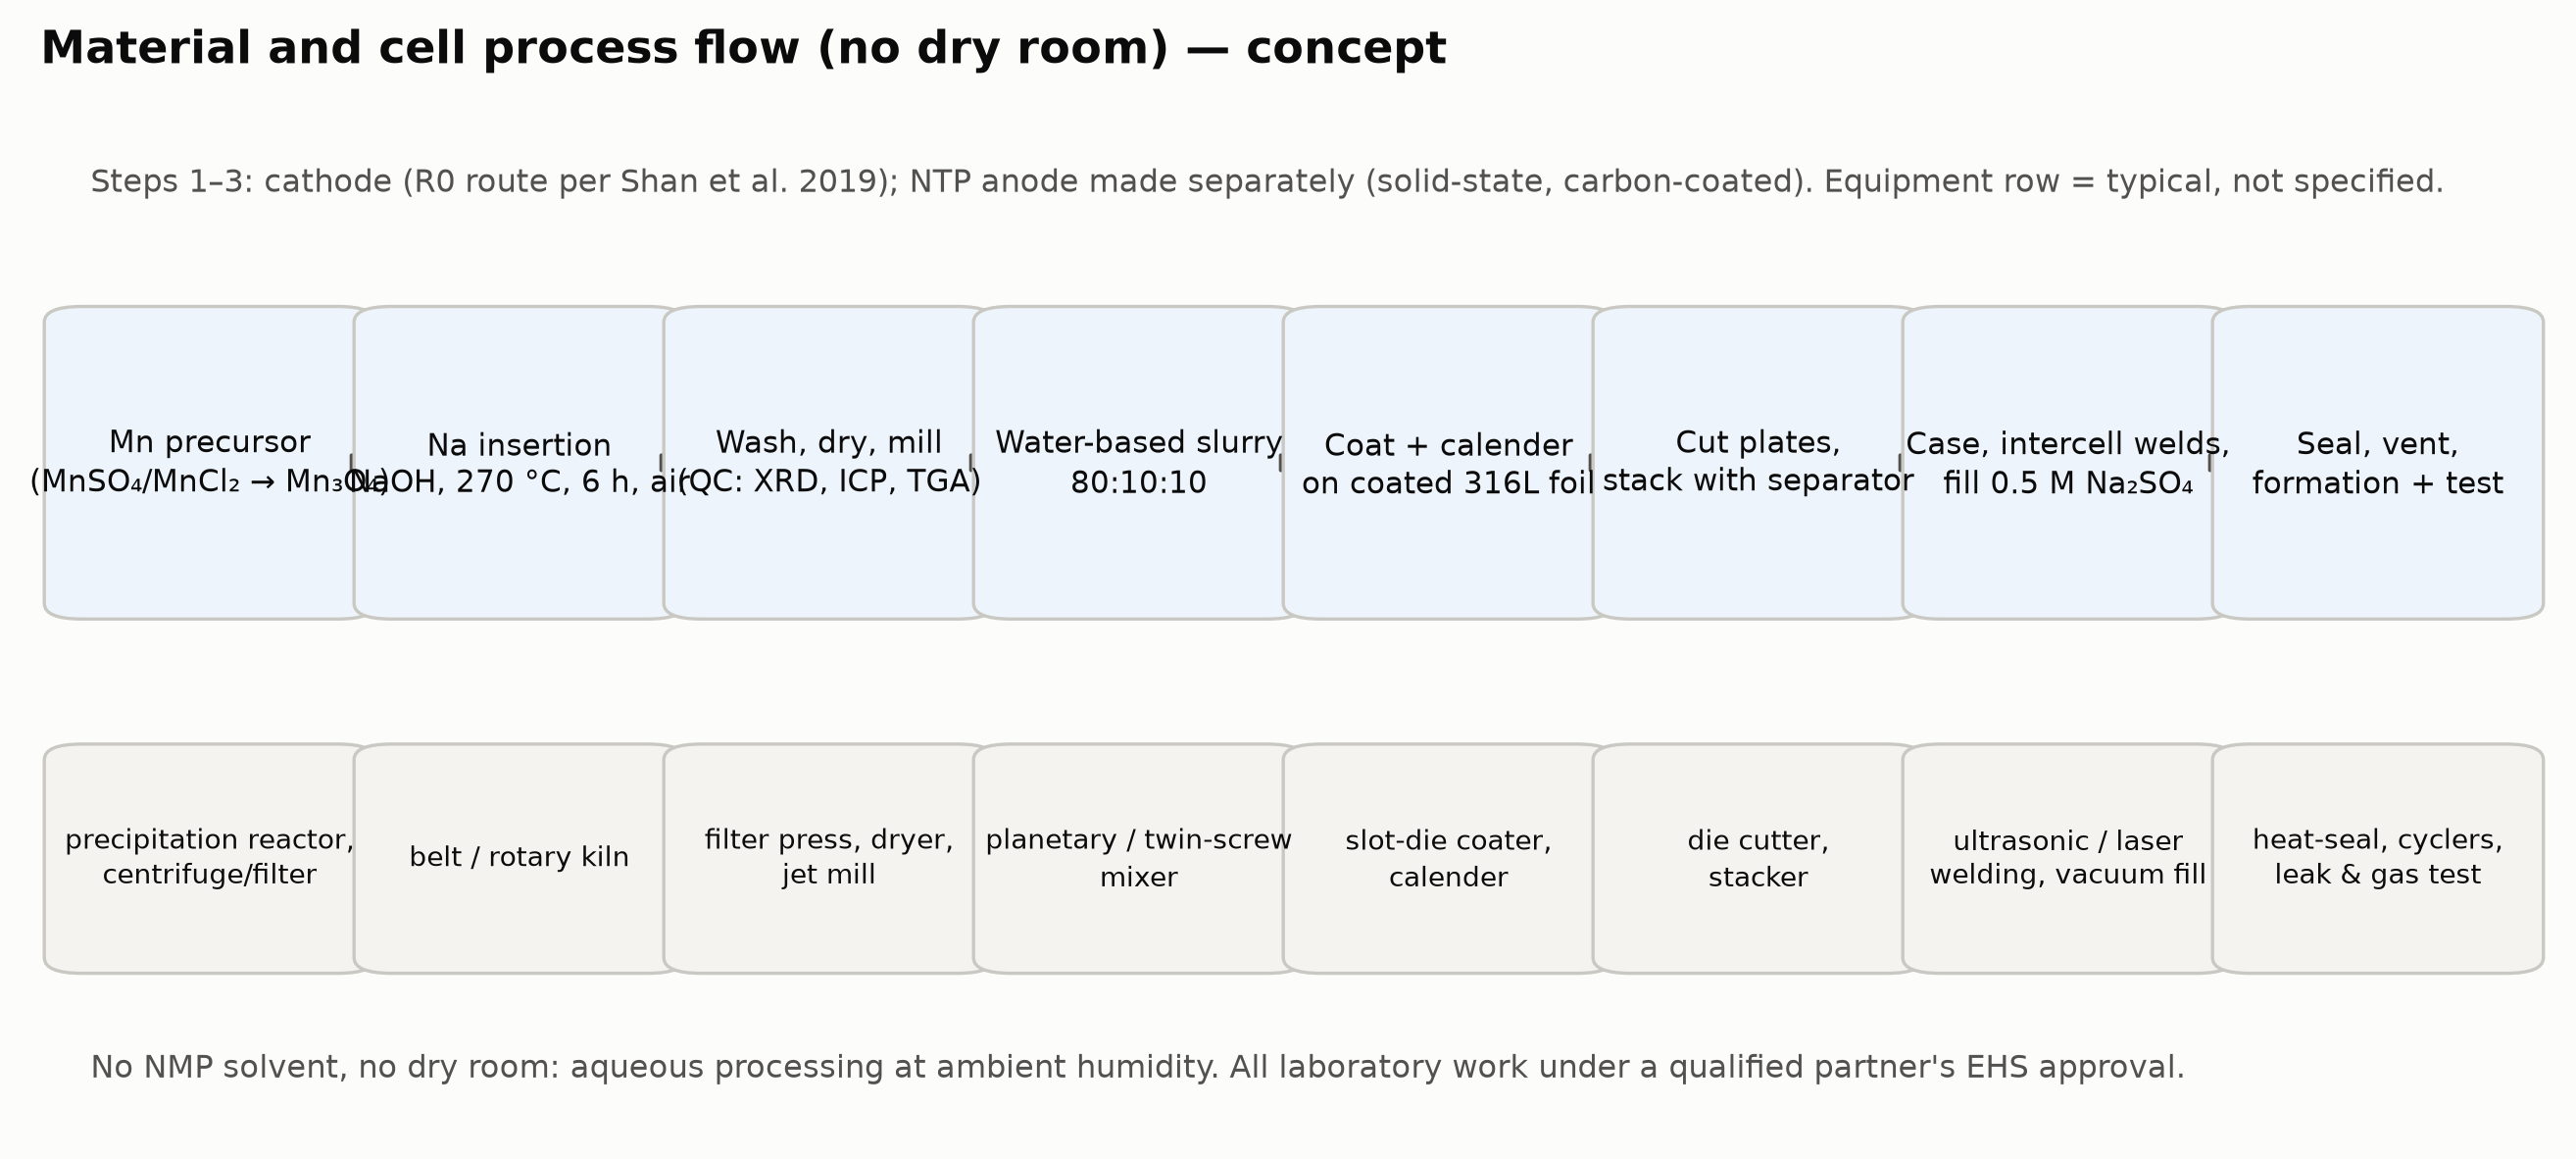 Material and cell process flow (no dry room) — concept
Steps 1–3: cathode (R0 route per Shan et al. 2019); NTP anode made separately (solid-state, carbon-coated). Equipment row = typical, not specified.
Mn precursor
(MnSO₄/MnCl₂ → Mn₃O₄)
Na insertion
NaOH, 270 °C, 6 h, air
Wash, dry, mill
(QC: XRD, ICP, TGA)
Water-based slurry
80:10:10
Coat + calender
on coated 316L foil
Cut plates,
stack with separator
Case, intercell welds,
fill 0.5 M Na₂SO₄
Seal, vent,
formation + test
precipitation reactor,
centrifuge/filter
belt / rotary kiln
filter press, dryer,
jet mill
planetary / twin-screw
mixer
slot-die coater,
calender
die cutter,
stacker
ultrasonic / laser
welding, vacuum fill
heat-seal, cyclers,
leak & gas test
No NMP solvent, no dry room: aqueous processing at ambient humidity. All laboratory work under a qualified partner's EHS approval.